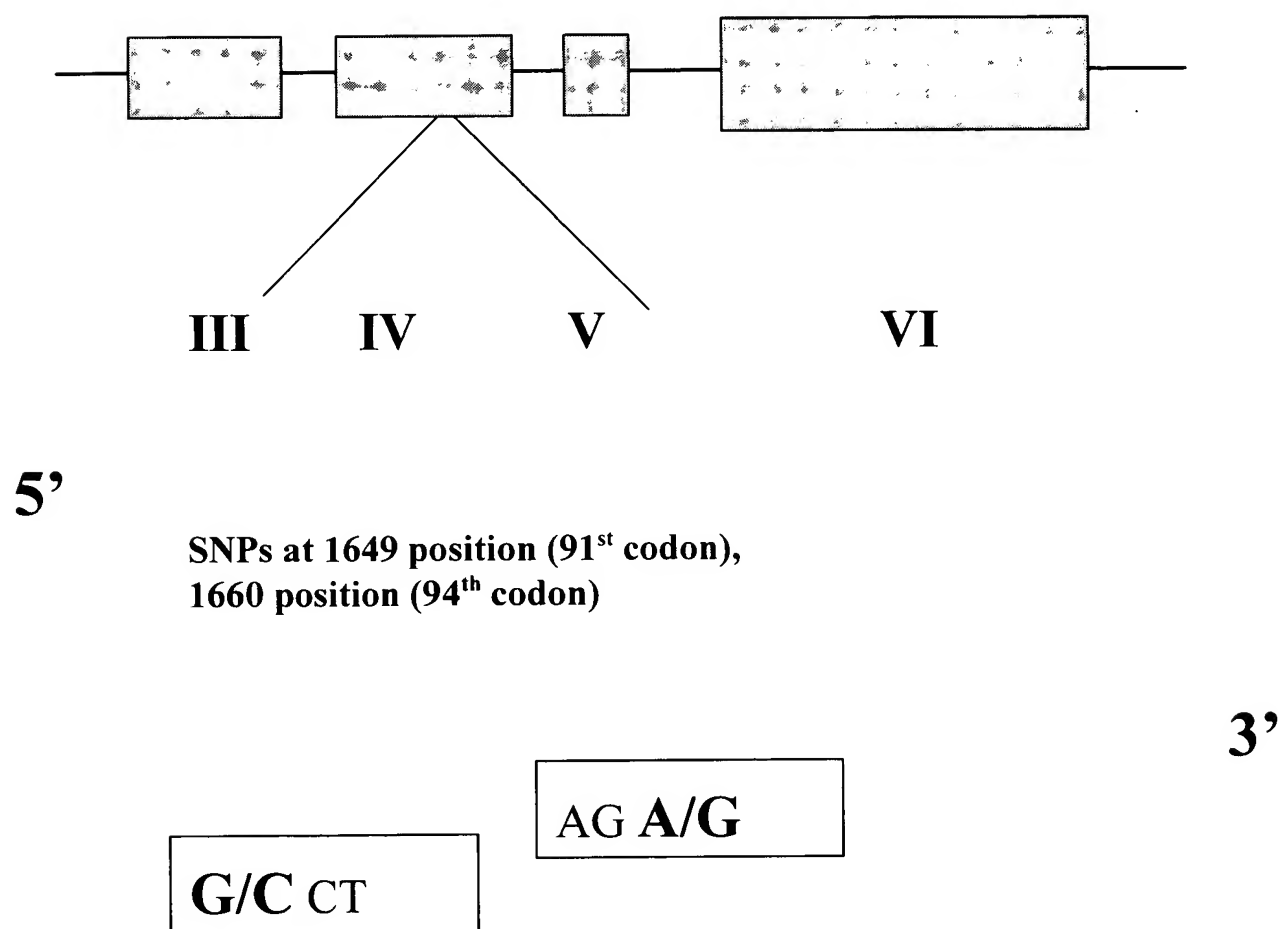 III IV V VI
5’
SNPs at 1649 position (91st codon),
1660 position (94th codon)
3’
AG A/G
G/C CT